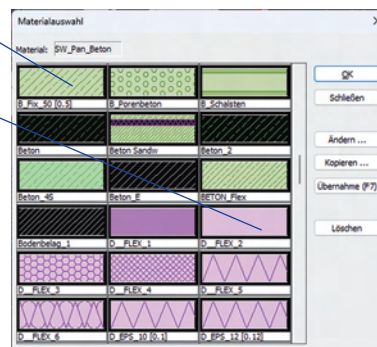 Materialauswahl
Material: SW_Pan_Beton
B_Fix_50 [0.5] B_Porenbeton B_Schalsten
Beton Beton Sandw Beton_2
Beton_45 Beton_E BETON_Flex
Bodenbelag_1 D__FLEX_1 D__FLEX_2
D__FLEX_3 D__FLEX_4 D__FLEX_5
D__FLEX_6 D_EPS_10 [0.1] D_EPS_12 [0.12]
OK
Schließen
Ändern ...
Kopieren ...
Übernahme (F7)
Löschen